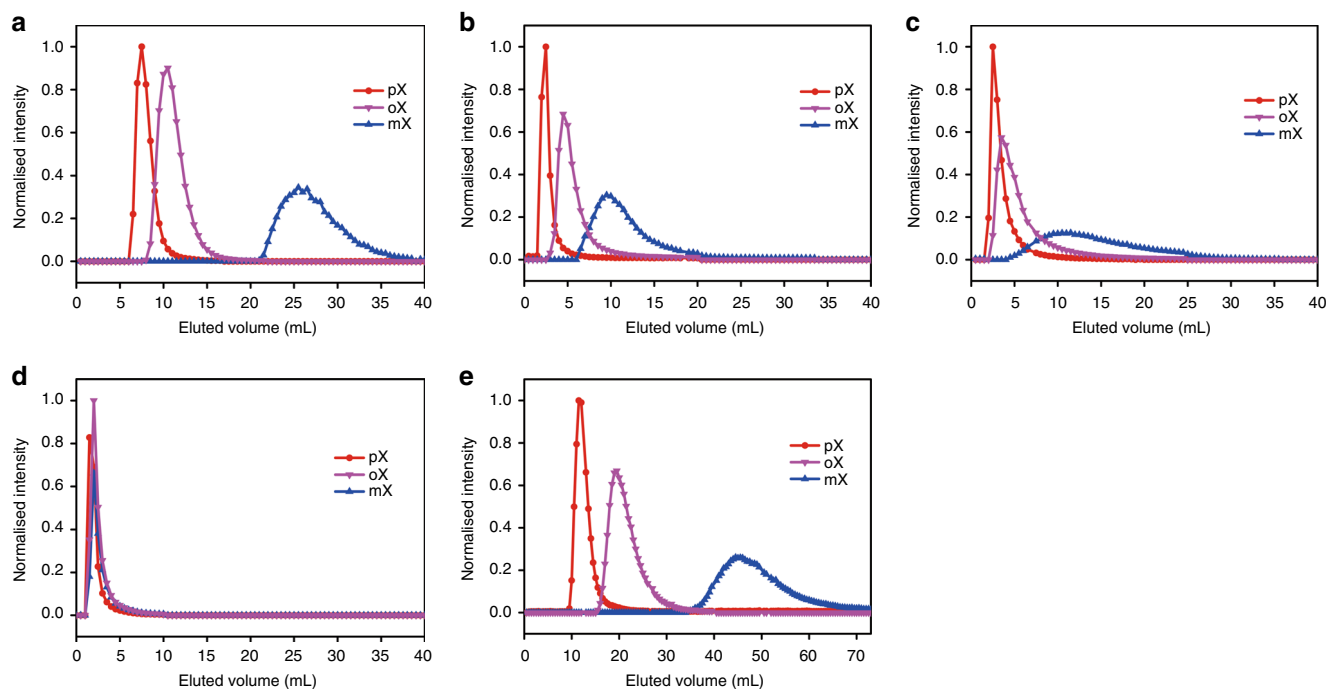 a
Normalised intensity
1.0
0.8
0.6
0.4
0.2
0.0
pX
oX
mX
0 5 10 15 20 25 30 35 40
Eluted volume (mL)
b
Normalised intensity
1.0
0.8
0.6
0.4
0.2
0.0
pX
oX
mX
0 5 10 15 20 25 30 35 40
Eluted volume (mL)
c
Normalised intensity
1.0
0.8
0.6
0.4
0.2
0.0
pX
oX
mX
0 5 10 15 20 25 30 35 40
Eluted volume (mL)
d
Normalised intensity
1.0
0.8
0.6
0.4
0.2
0.0
pX
oX
mX
0 5 10 15 20 25 30 35 40
Eluted volume (mL)
e
Normalised intensity
1.0
0.8
0.6
0.4
0.2
0.0
pX
oX
mX
0 10 20 30 40 50 60 70
Eluted volume (mL)